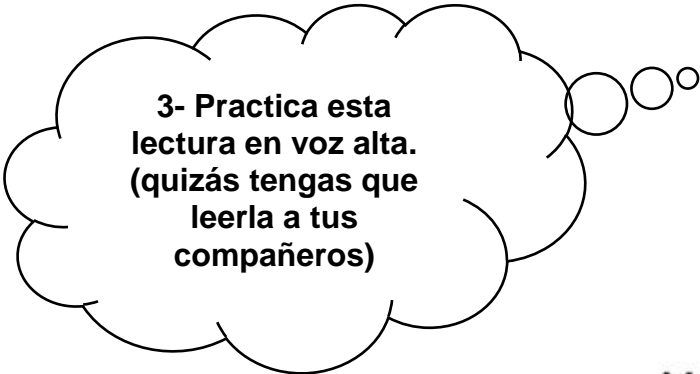 3- Practica esta
lectura en voz alta.
(quizás tengas que
leerla a tus
compañeros)